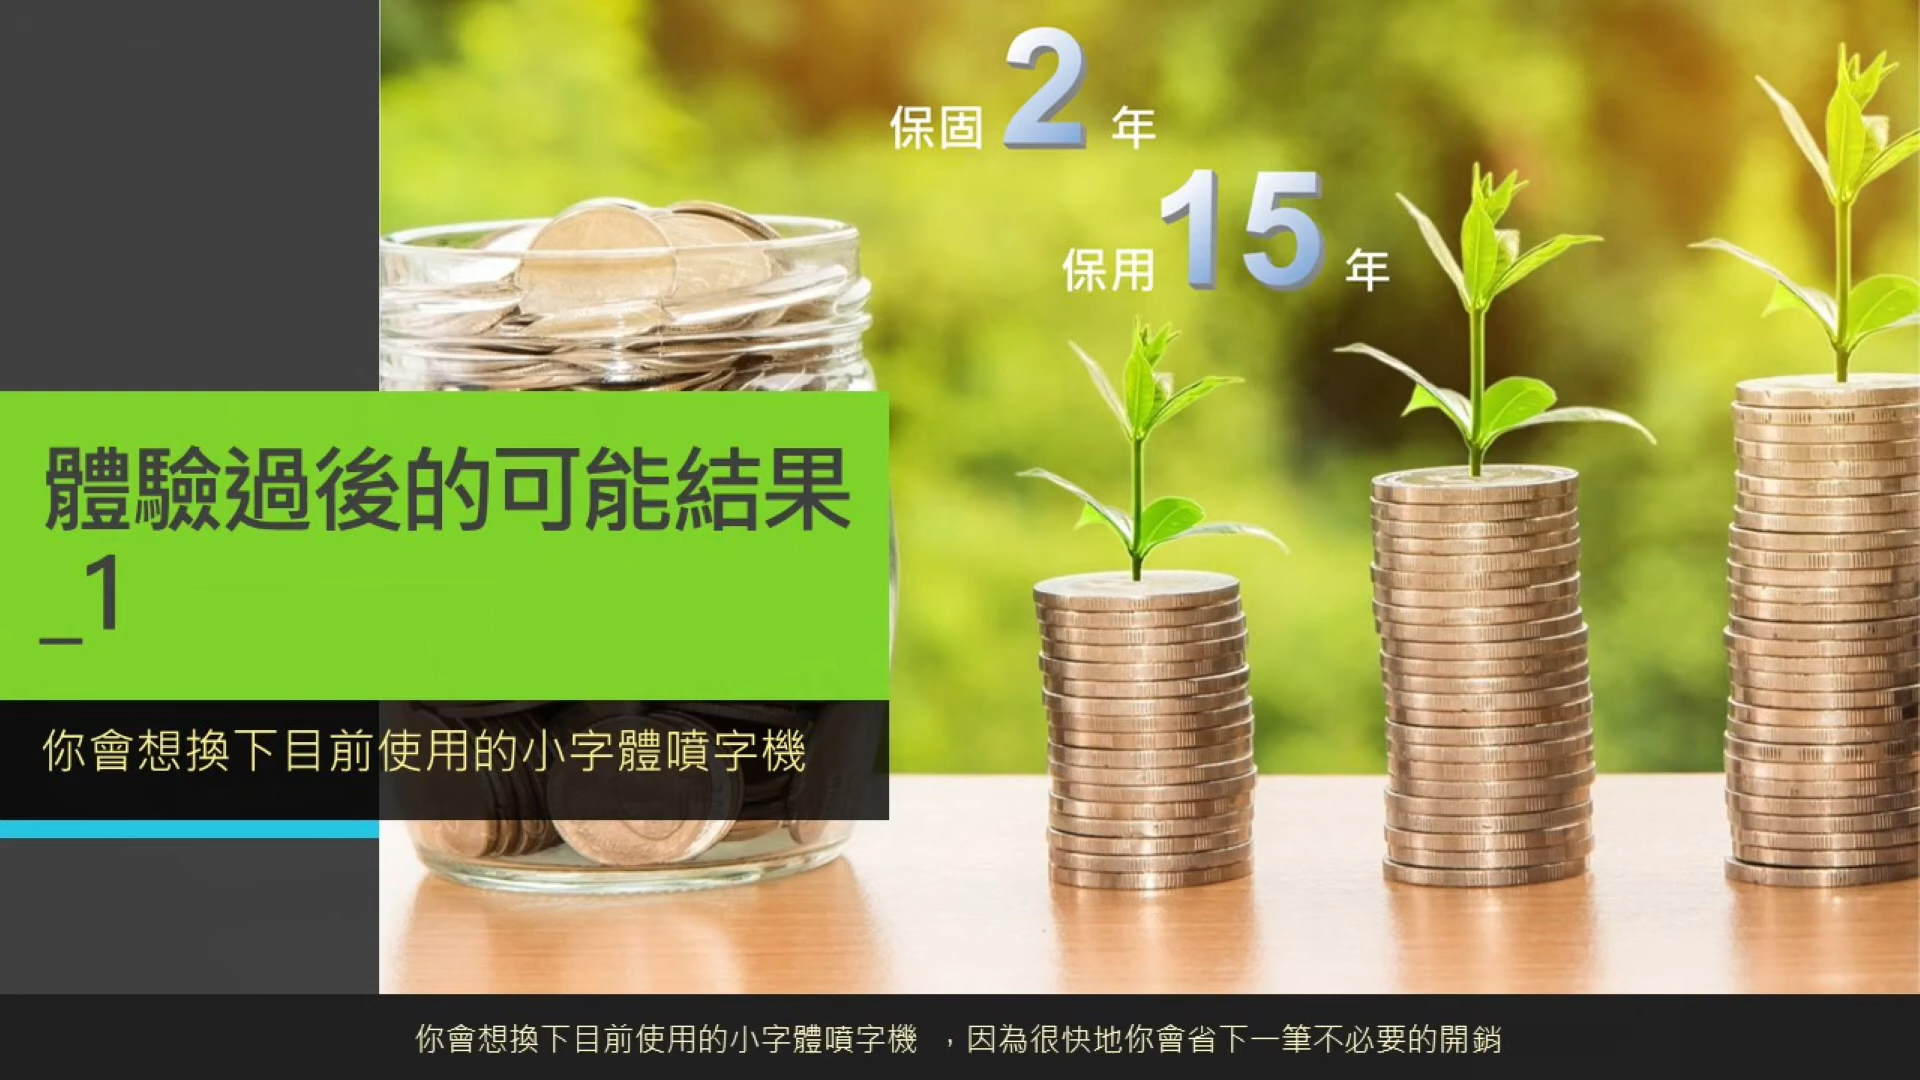 保固 2 年
保用 15 年
體驗過後的可能結果
_1
你會想換下目前使用的小字體噴字機
你會想換下目前使用的小字體噴字機 ，因為很快地你會省下一筆不必要的開銷